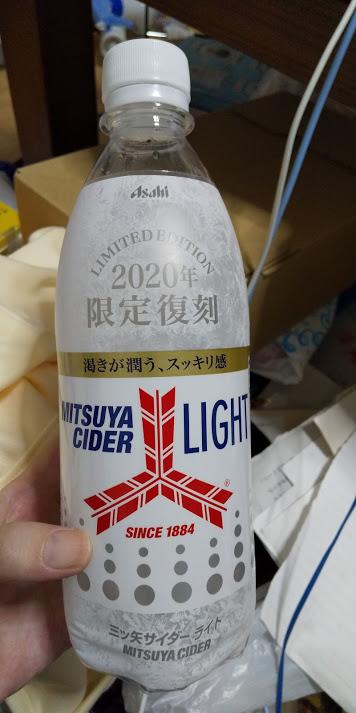 Asahi
LIMITED EDITION
2020年
限定復刻
渇きが潤う、スッキリ感
MITSUYA
CIDER
LIGHT
®
SINCE 1884
三ツ矢サイダー ライト
MITSUYA CIDER